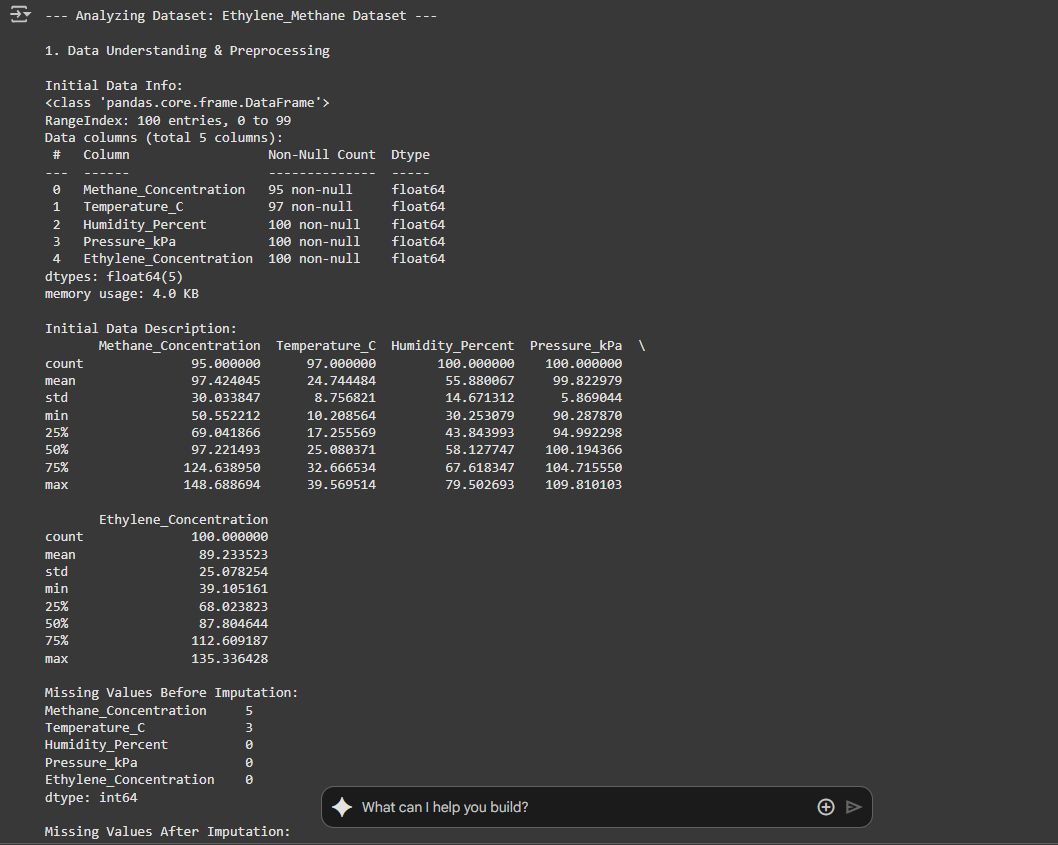 --- Analyzing Dataset: Ethylene_Methane Dataset ---
1. Data Understanding & Preprocessing
Initial Data Info:
<class 'pandas.core.frame.DataFrame'>
RangeIndex: 100 entries, 0 to 99
Data columns (total 5 columns):
 #   Column                  Non-Null Count  Dtype
---  ------                  --------------  -----
 0   Methane_Concentration   95 non-null     float64
 1   Temperature_C           97 non-null     float64
 2   Humidity_Percent        100 non-null    float64
 3   Pressure_kPa            100 non-null    float64
 4   Ethylene_Concentration  100 non-null    float64
dtypes: float64(5)
memory usage: 4.0 KB
Initial Data Description:
       Methane_Concentration  Temperature_C  Humidity_Percent  Pressure_kPa  \
count              95.000000      97.000000        100.000000    100.000000
mean               97.424045      24.744484         55.880067     99.822979
std                30.033847       8.756821         14.671312      5.869044
min                50.552212      10.208564         30.253079     90.287870
25%                69.041866      17.255569         43.843993     94.992298
50%                97.221493      25.080371         58.127747    100.194366
75%               124.638950      32.666534         67.618347    104.715550
max               148.688694      39.569514         79.502693    109.810103
       Ethylene_Concentration
count              100.000000
mean                89.233523
std                 25.078254
min                 39.105161
25%                 68.023823
50%                 87.804644
75%                112.609187
max                135.336428
Missing Values Before Imputation:
Methane_Concentration     5
Temperature_C             3
Humidity_Percent          0
Pressure_kPa              0
Ethylene_Concentration    0
dtype: int64
What can I help you build?
Missing Values After Imputation: